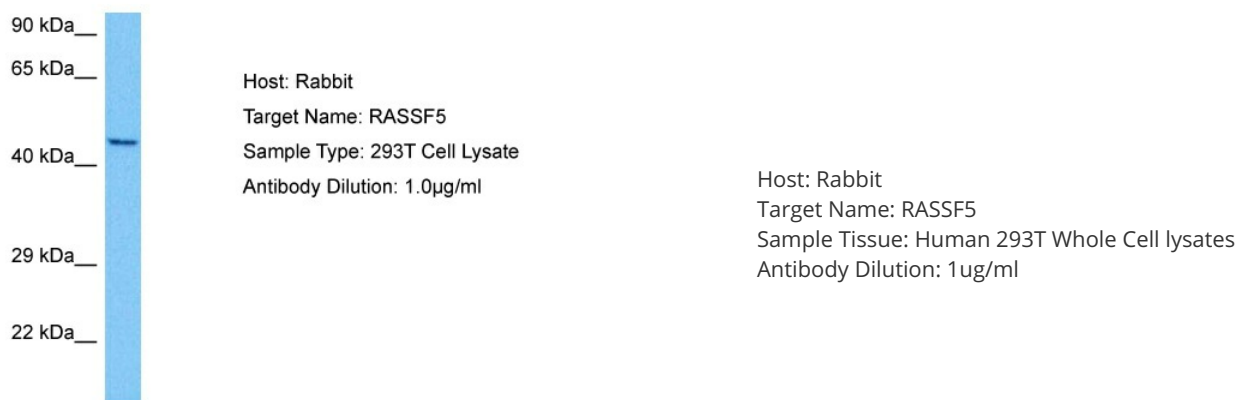 90 kDa__
65 kDa__
40 kDa__
29 kDa__
22 kDa__
Host: Rabbit
Target Name: RASSF5
Sample Type: 293T Cell Lysate
Antibody Dilution: 1.0µg/ml
Host: Rabbit
Target Name: RASSF5
Sample Tissue: Human 293T Whole Cell lysates
Antibody Dilution: 1ug/ml